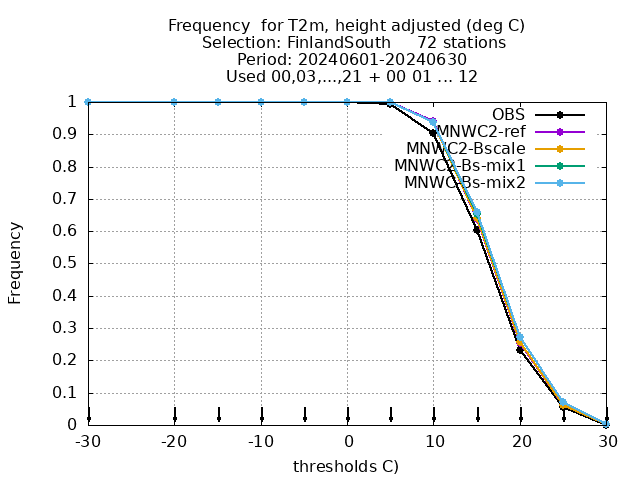 Frequency  for T2m, height adjusted (deg C)
Selection: FinlandSouth     72 stations
Period: 20240601-20240630
Used 00,03,...,21 + 00 01 ... 12
OBS
MNWC2-ref
MNWC2-Bscale
MNWC2-Bs-mix1
MNWC-Bs-mix2
Frequency
1
0.9
0.8
0.7
0.6
0.5
0.4
0.3
0.2
0.1
0
-30 -20 -10 0 10 20 30
thresholds C)